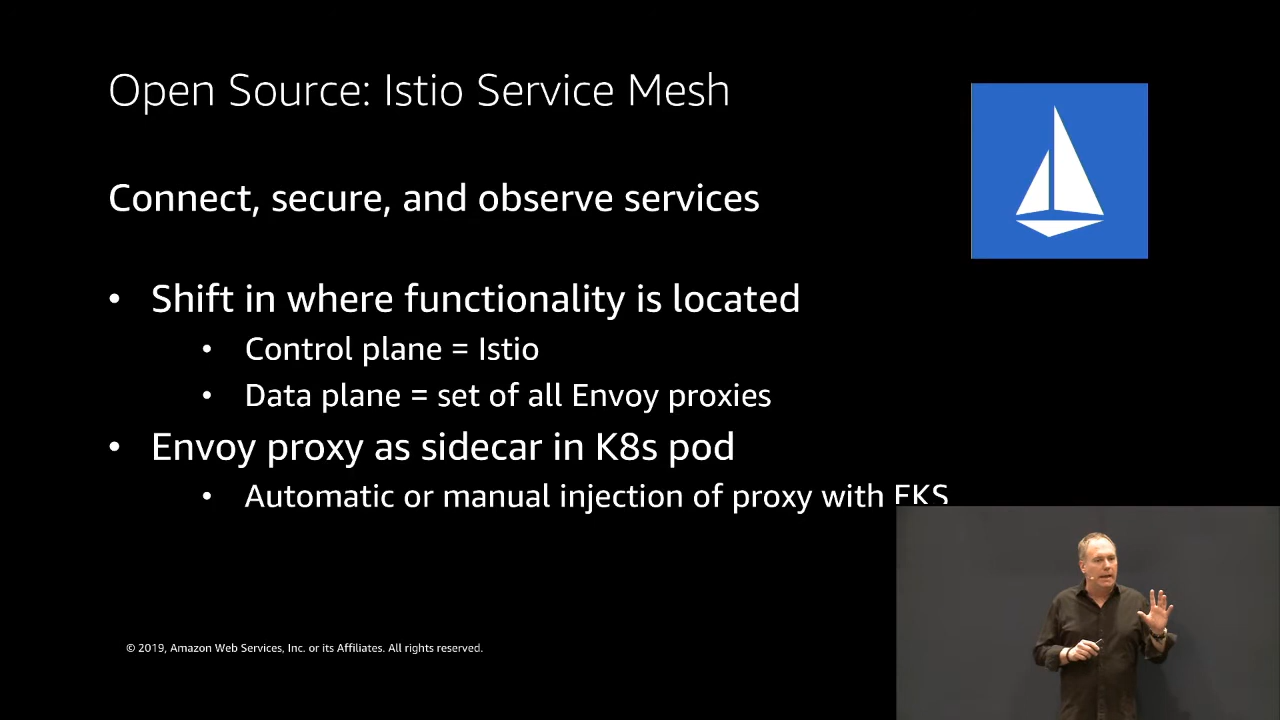 Open Source: Istio Service Mesh
Connect, secure, and observe services
• Shift in where functionality is located
• Control plane = Istio
• Data plane = set of all Envoy proxies
• Envoy proxy as sidecar in K8s pod
• Automatic or manual injection of proxy with EKS
© 2019, Amazon Web Services, Inc. or its Affiliates. All rights reserved.